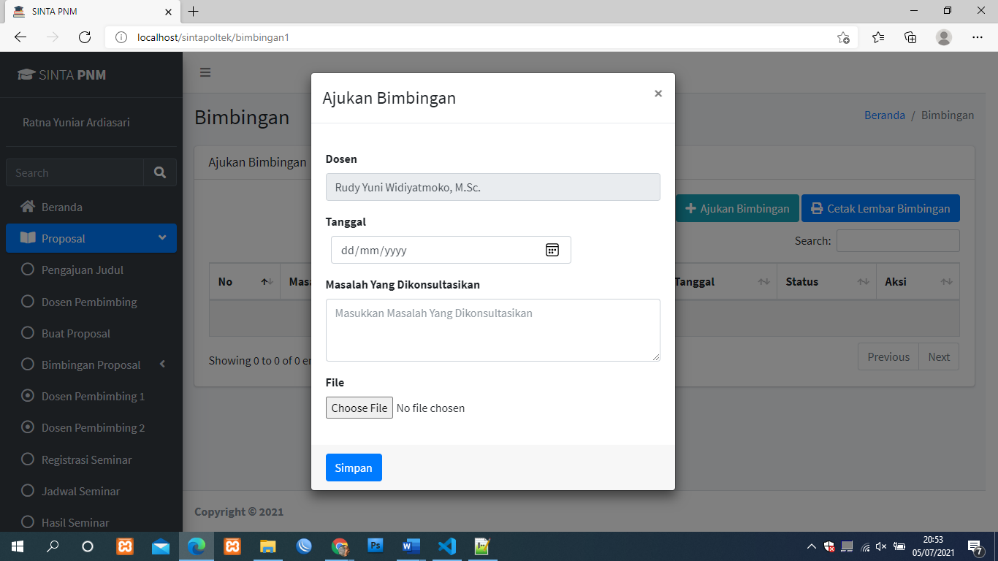 SINTA PNM
localhost/sintapoltek/bimbingan1
SINTA PNM
Ratna Yuniar Ardiasari
Search
Beranda
Proposal
Pengajuan Judul
Dosen Pembimbing
Buat Proposal
Bimbingan Proposal
Dosen Pembimbing 1
Dosen Pembimbing 2
Registrasi Seminar
Jadwal Seminar
Hasil Seminar
Bimbingan
Beranda / Bimbingan
Ajukan Bimbingan
Ajukan Bimbingan
Cetak Lembar Bimbingan
Search:
No
Tanggal
Status
Aksi
Showing 0 to 0 of 0
Previous
Next
Copyright © 2021
Ajukan Bimbingan
×
Dosen
Rudy Yuni Widiyatmoko, M.Sc.
Tanggal
dd/mm/yyyy
Masalah Yang Dikonsultasikan
Masukkan Masalah Yang Dikonsultasikan
File
Choose File No file chosen
Simpan
20:53
05/07/2021